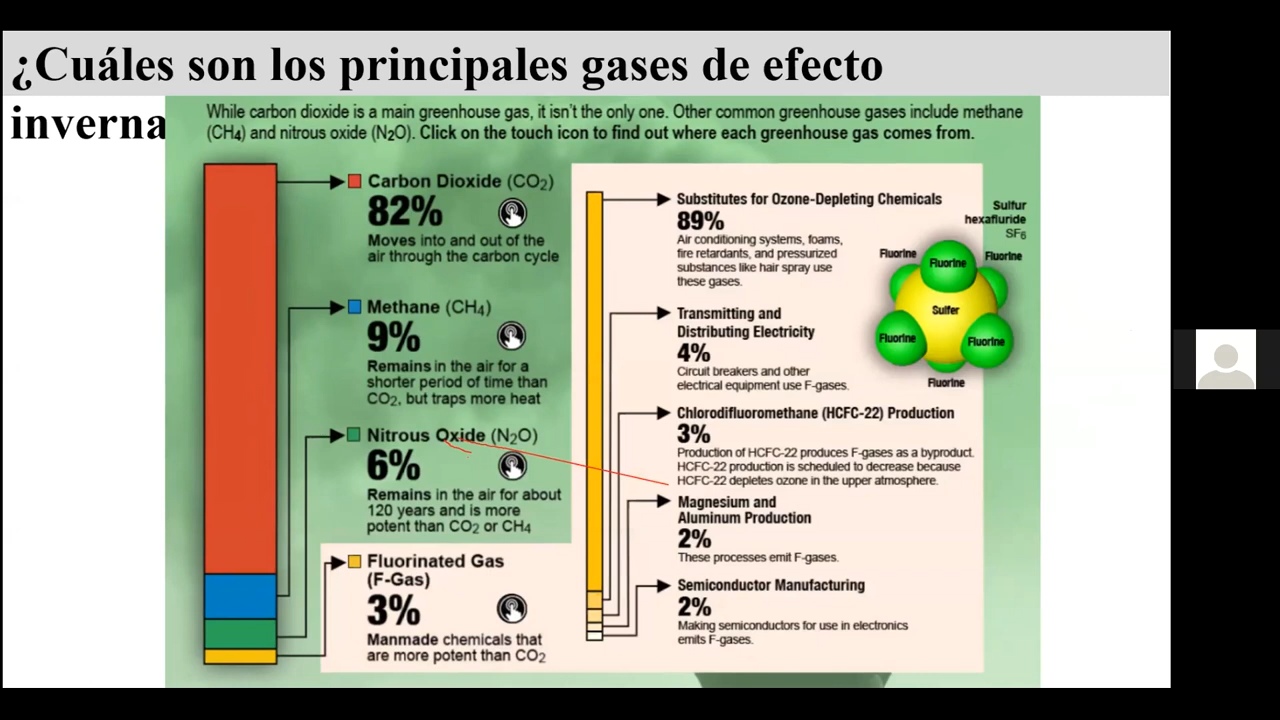 ¿Cuáles son los principales gases de efecto
inverna
While carbon dioxide is a main greenhouse gas, it isn't the only one. Other common greenhouse gases include methane
(CH4) and nitrous oxide (N2O). Click on the touch icon to find out where each greenhouse gas comes from.
Carbon Dioxide (CO2)
82%
Moves into and out of the
air through the carbon cycle
Methane (CH4)
9%
Remains in the air for a
shorter period of time than
CO2, but traps more heat
Nitrous Oxide (N2O)
6%
Remains in the air for about
120 years and is more
potent than CO2 or CH4
Fluorinated Gas
(F-Gas)
3%
Manmade chemicals that
are more potent than CO2
Substitutes for Ozone-Depleting Chemicals
89%
Air conditioning systems, foams,
fire retardants, and pressurized
substances like hair spray use
these gases.
Transmitting and
Distributing Electricity
4%
Circuit breakers and other
electrical equipment use F-gases.
Chlorodifluoromethane (HCFC-22) Production
3%
Production of HCFC-22 produces F-gases as a byproduct.
HCFC-22 production is scheduled to decrease because
HCFC-22 depletes ozone in the upper atmosphere.
Magnesium and
Aluminum Production
2%
These processes emit F-gases.
Semiconductor Manufacturing
2%
Making semiconductors for use in electronics
emits F-gases.
Sulfur
hexafluride
SF6
Fluorine
Fluorine
Fluorine
Sulfer
Fluorine
Fluorine
Fluorine